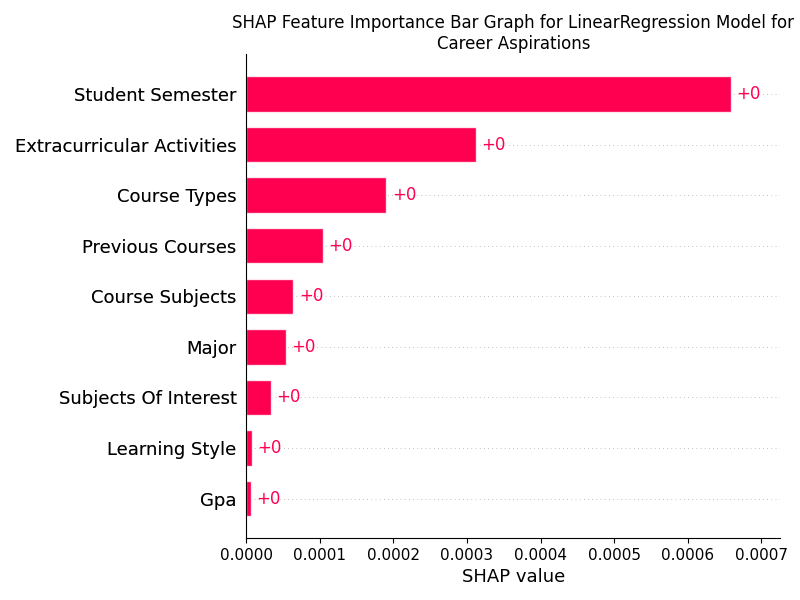 SHAP Feature Importance Bar Graph for LinearRegression Model for
Career Aspirations
Student Semester +0
Extracurricular Activities +0
Course Types +0
Previous Courses +0
Course Subjects +0
Major +0
Subjects Of Interest +0
Learning Style +0
Gpa +0
0.0000 0.0001 0.0002 0.0003 0.0004 0.0005 0.0006 0.0007
SHAP value